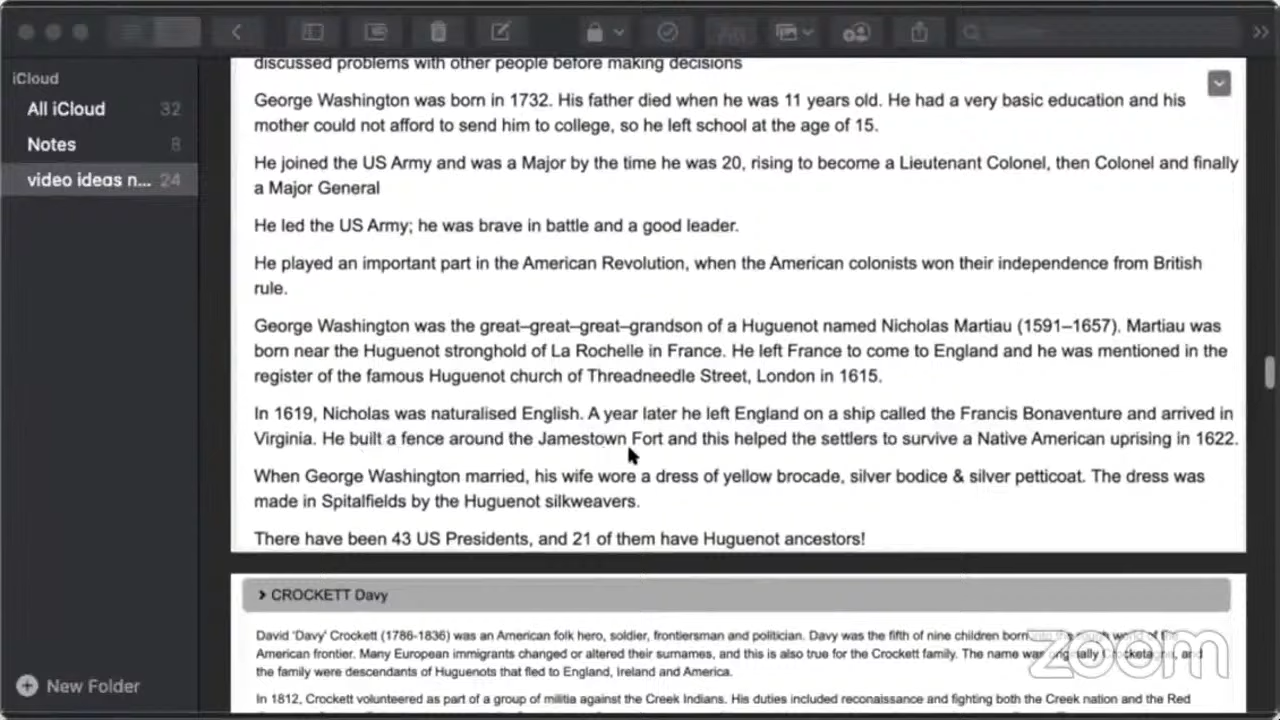 iCloud
All iCloud 32
Notes 8
video ideas n... 24
New Folder
discussed problems with other people before making decisions
George Washington was born in 1732. His father died when he was 11 years old. He had a very basic education and his
mother could not afford to send him to college, so he left school at the age of 15.
He joined the US Army and was a Major by the time he was 20, rising to become a Lieutenant Colonel, then Colonel and finally
a Major General
He led the US Army; he was brave in battle and a good leader.
He played an important part in the American Revolution, when the American colonists won their independence from British
rule.
George Washington was the great–great–great–grandson of a Huguenot named Nicholas Martiau (1591–1657). Martiau was
born near the Huguenot stronghold of La Rochelle in France. He left France to come to England and he was mentioned in the
register of the famous Huguenot church of Threadneedle Street, London in 1615.
In 1619, Nicholas was naturalised English. A year later he left England on a ship called the Francis Bonaventure and arrived in
Virginia. He built a fence around the Jamestown Fort and this helped the settlers to survive a Native American uprising in 1622.
When George Washington married, his wife wore a dress of yellow brocade, silver bodice & silver petticoat. The dress was
made in Spitalfields by the Huguenot silkweavers.
There have been 43 US Presidents, and 21 of them have Huguenot ancestors!
> CROCKETT Davy
David 'Davy' Crockett (1786-1836) was an American folk hero, soldier, frontiersman and politician. Davy was the fifth of nine children born into the rough world of the
American frontier. Many European immigrants changed or altered their surnames, and this is also true for the Crockett family. The name was originally and
the family were descendants of Huguenots that fled to England, Ireland and America.
In 1812, Crockett volunteered as part of a group of militia against the Creek Indians. His duties included reconaissance and fighting both the Creek nation and the Red
zoom